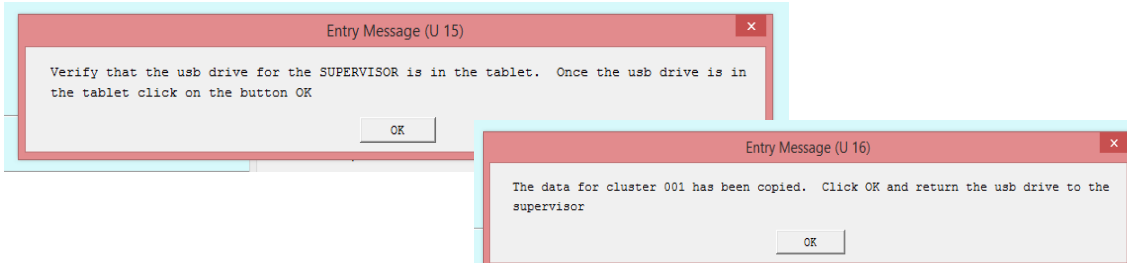 Entry Message (U 15)
Verify that the usb drive for the SUPERVISOR is in the tablet.  Once the usb drive is in
the tablet click on the button OK
OK
Entry Message (U 16)
The data for cluster 001 has been copied.  Click OK and return the usb drive to the
supervisor
OK